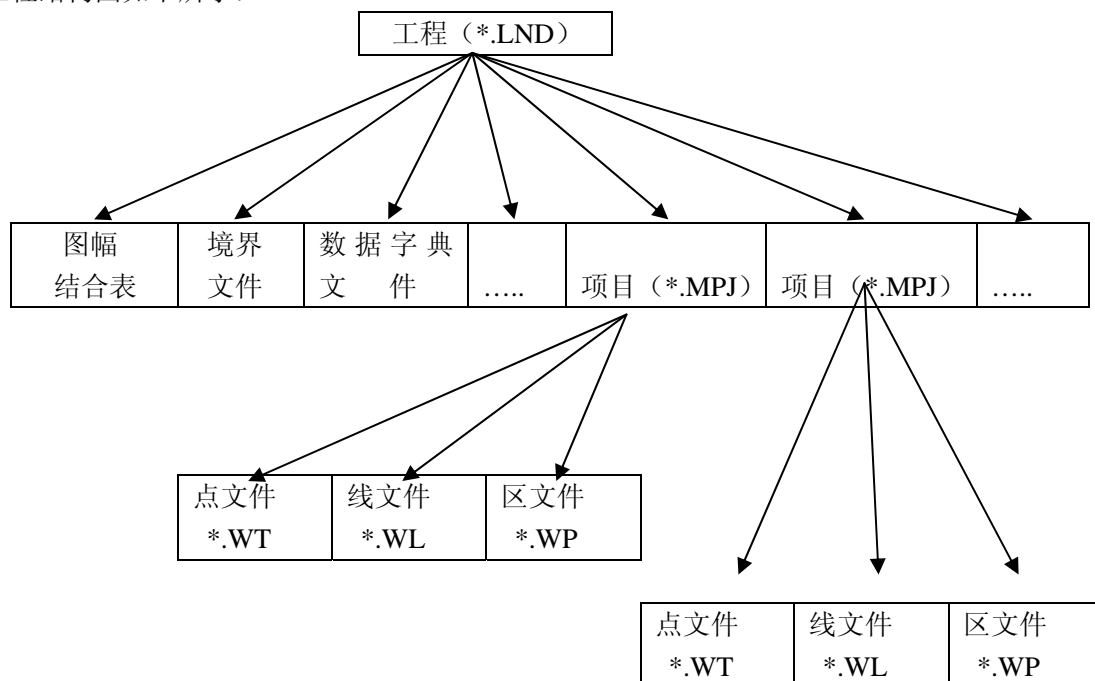 工程（*.LND）
图幅 境界 数 据 字 典
结合表 文件 文 件 ….. 项目（*.MPJ） 项目（*.MPJ） …..
点文件 线文件 区文件
*.WT *.WL *.WP
点文件 线文件 区文件
*.WT *.WL *.WP